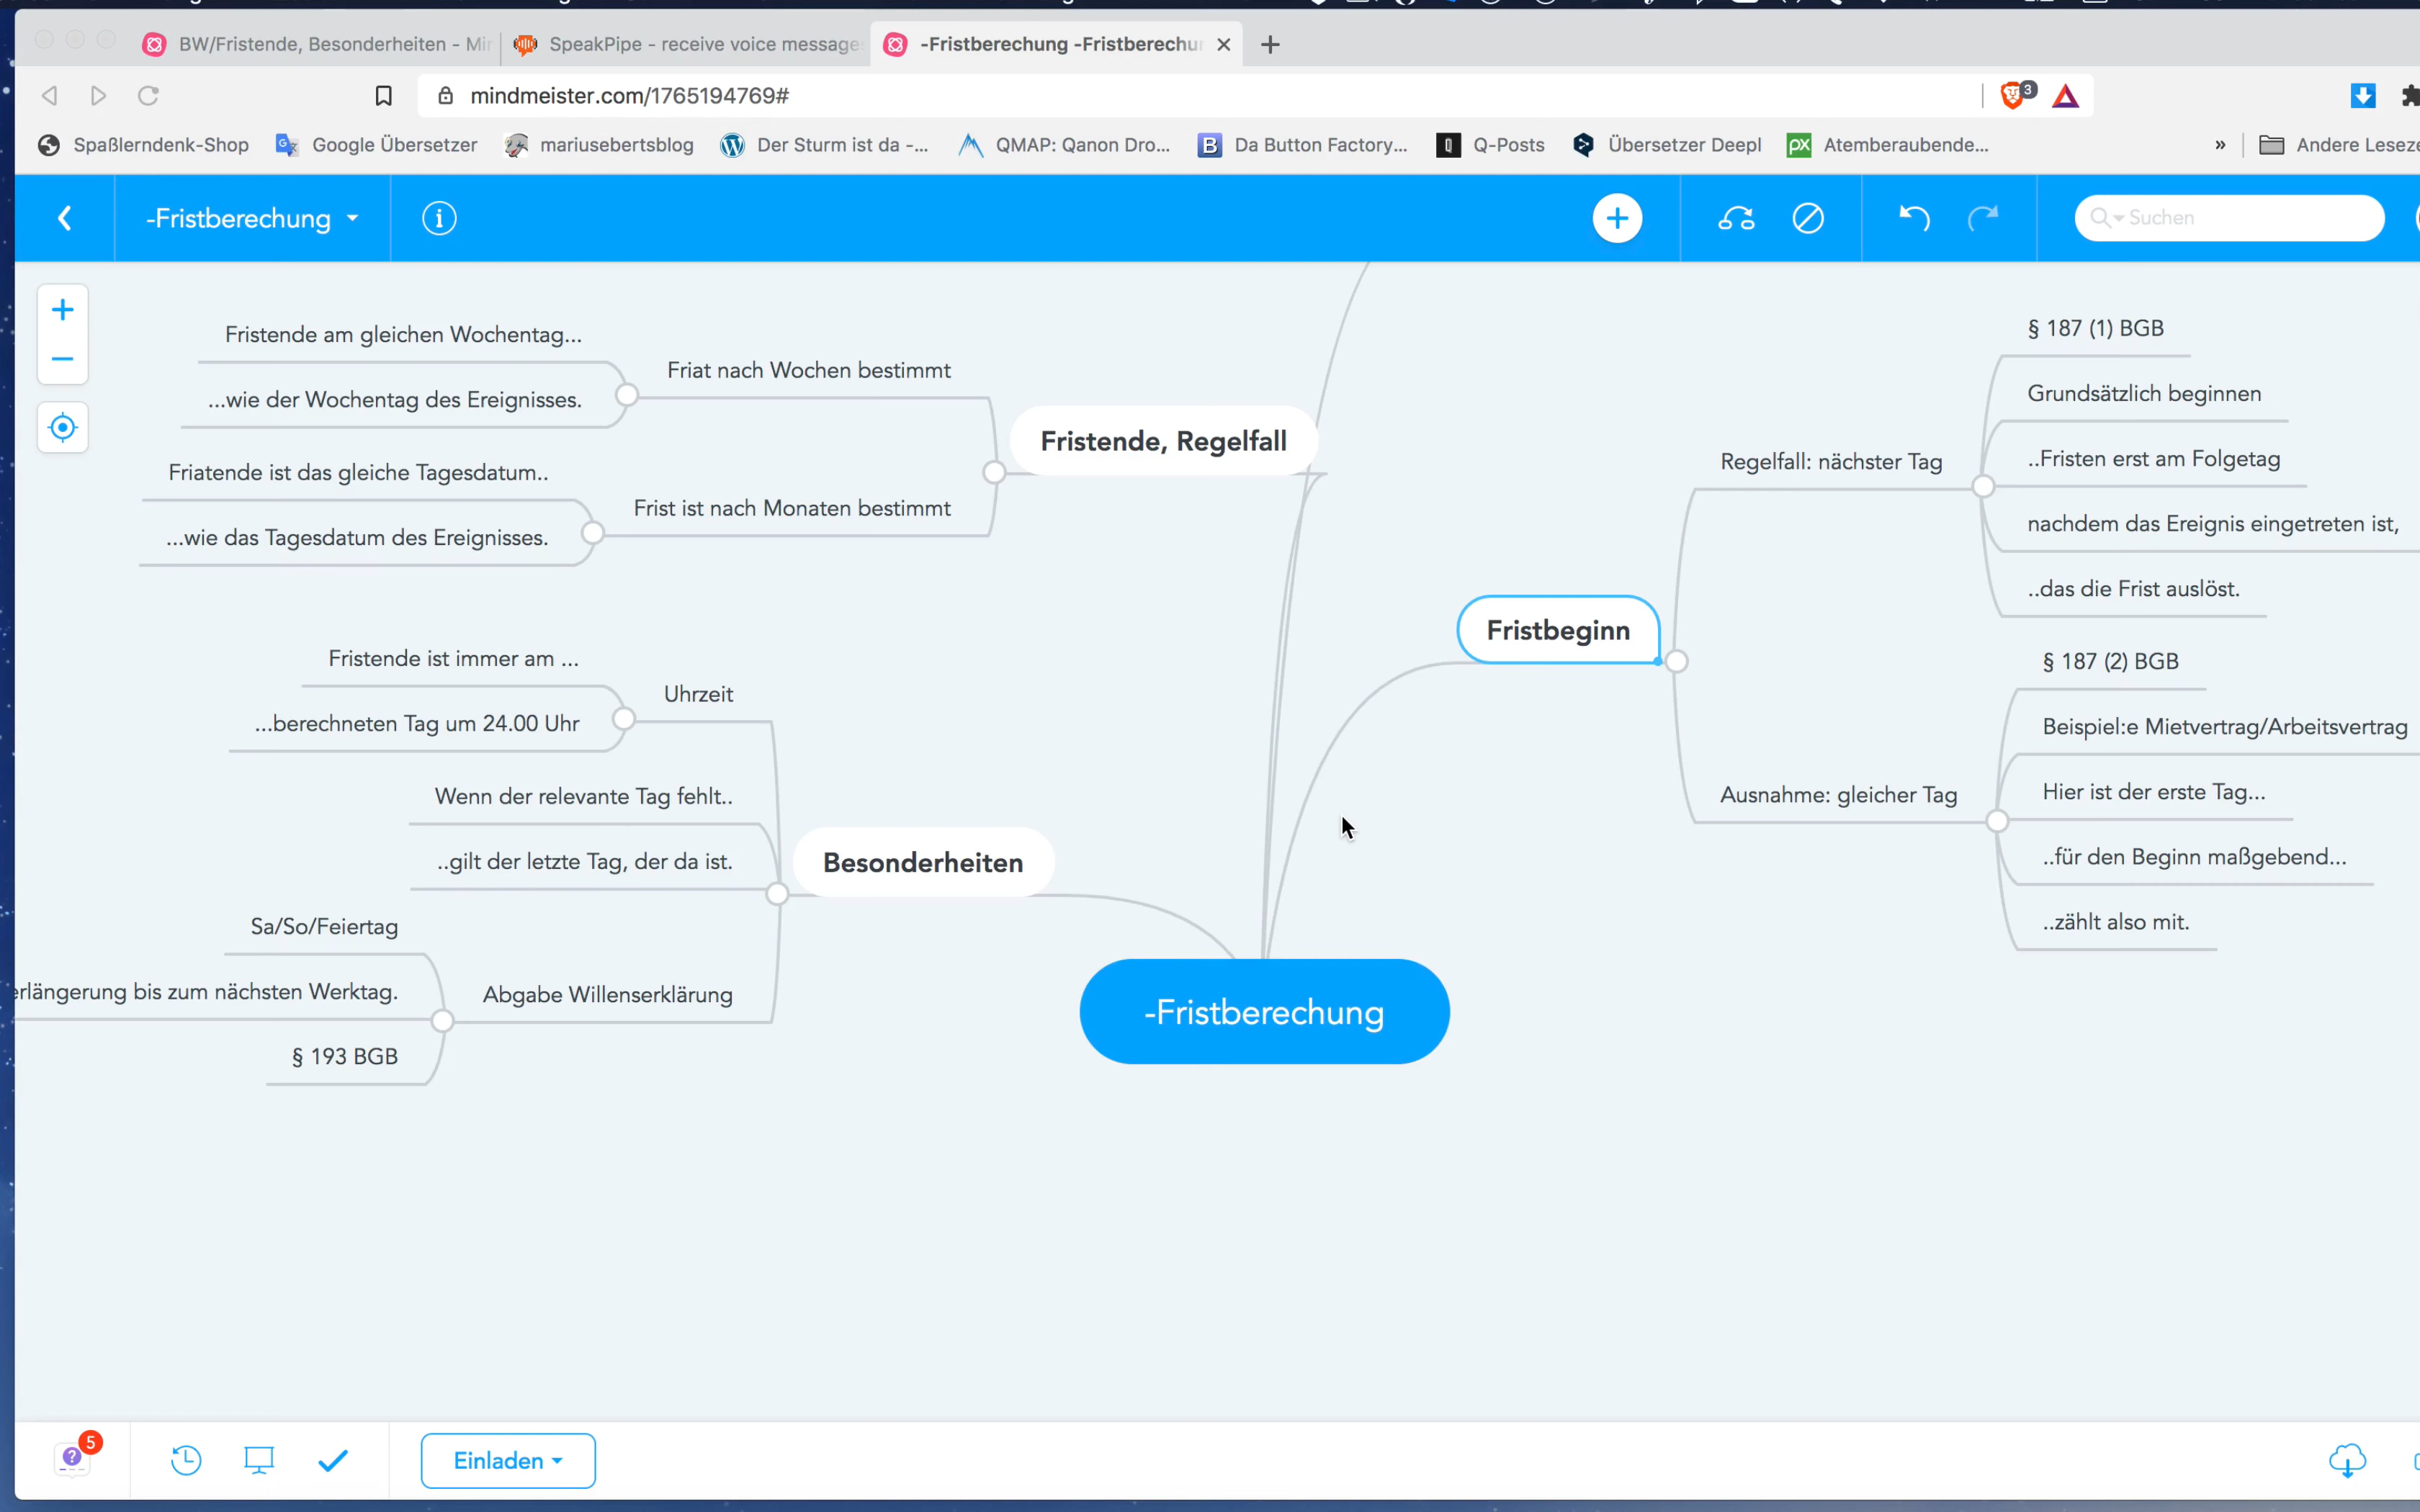 BW/Fristende, Besonderheiten - Mi
SpeakPipe - receive voice message
-Fristberechung -Fristberechu
mindmeister.com/1765194769#
3
Spaßlerndenk-Shop
Google Übersetzer
mariusebertsblog
Der Sturm ist da -...
QMAP: Qanon Dro...
Da Button Factory...
Q-Posts
Übersetzer Deepl
Atemberaubende...
»
Andere Leseze
-Fristberechung
Suchen
Fristende am gleichen Wochentag...
...wie der Wochentag des Ereignisses.
Friat nach Wochen bestimmt
Friatende ist das gleiche Tagesdatum..
...wie das Tagesdatum des Ereignisses.
Frist ist nach Monaten bestimmt
Fristende, Regelfall
Fristende ist immer am ...
...berechneten Tag um 24.00 Uhr
Uhrzeit
Wenn der relevante Tag fehlt..
..gilt der letzte Tag, der da ist.
Besonderheiten
Sa/So/Feiertag
erlängerung bis zum nächsten Werktag.
§ 193 BGB
Abgabe Willenserklärung
-Fristberechung
Fristbeginn
Regelfall: nächster Tag
§ 187 (1) BGB
Grundsätzlich beginnen
..Fristen erst am Folgetag
nachdem das Ereignis eingetreten ist,
..das die Frist auslöst.
Ausnahme: gleicher Tag
§ 187 (2) BGB
Beispiel:e Mietvertrag/Arbeitsvertrag
Hier ist der erste Tag...
..für den Beginn maßgebend...
..zählt also mit.
5
Einladen